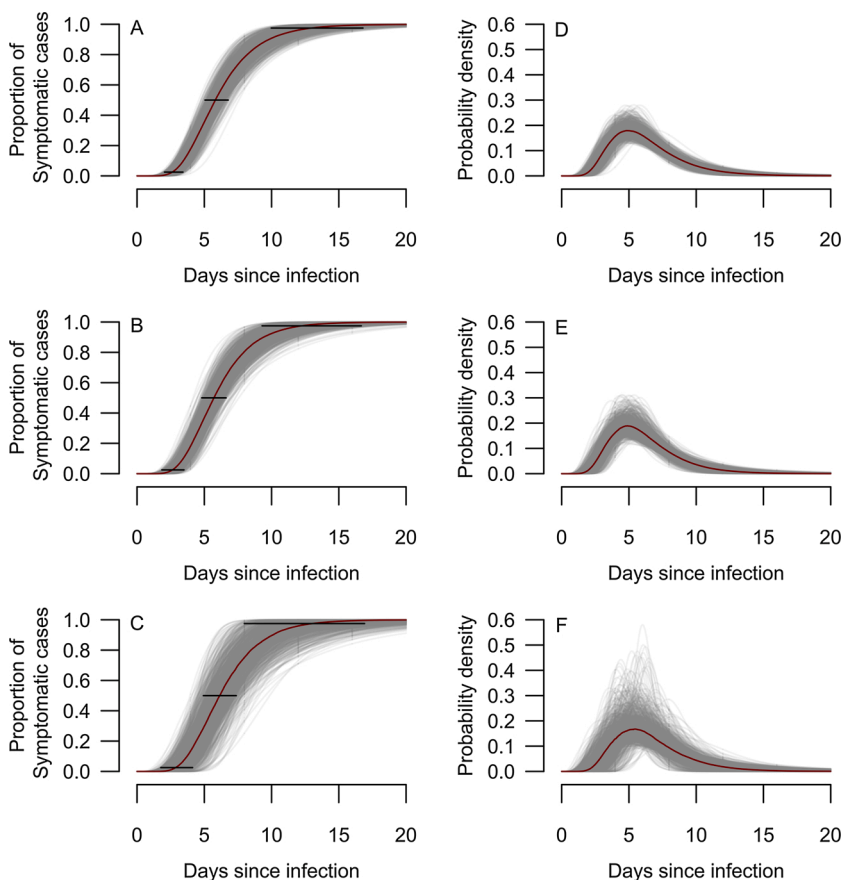 A
Proportion of
Symptomatic cases
1.0
0.8
0.6
0.4
0.2
0.0
0 5 10 15 20
Days since infection
D
Probability density
0.6
0.5
0.4
0.3
0.2
0.1
0.0
0 5 10 15 20
Days since infection
B
Proportion of
Symptomatic cases
1.0
0.8
0.6
0.4
0.2
0.0
0 5 10 15 20
Days since infection
E
Probability density
0.6
0.5
0.4
0.3
0.2
0.1
0.0
0 5 10 15 20
Days since infection
C
Proportion of
Symptomatic cases
1.0
0.8
0.6
0.4
0.2
0.0
0 5 10 15 20
Days since infection
F
Probability density
0.6
0.5
0.4
0.3
0.2
0.1
0.0
0 5 10 15 20
Days since infection